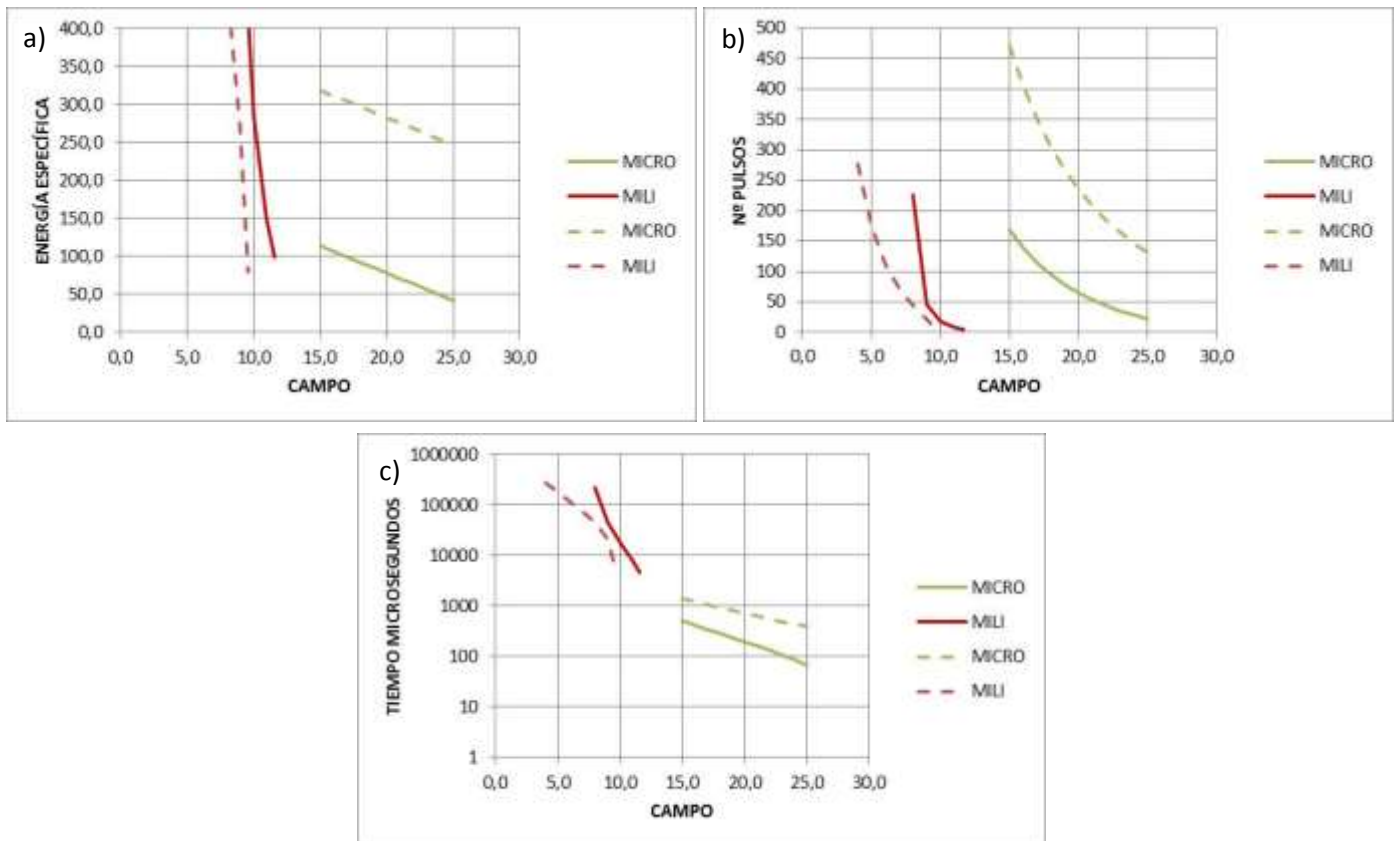 a)
ENERGÍA ESPECÍFICA
400,0
350,0
300,0
250,0
200,0
150,0
100,0
50,0
0,0
0,0 5,0 10,0 15,0 20,0 25,0 30,0
CAMPO
MICRO
MILI
MICRO
MILI
b)
Nº PULSOS
500
450
400
350
300
250
200
150
100
50
0
0,0 5,0 10,0 15,0 20,0 25,0 30,0
CAMPO
MICRO
MILI
MICRO
MILI
c)
TIEMPO MICROSEGUNDOS
1000000
100000
10000
1000
100
10
1
0,0 5,0 10,0 15,0 20,0 25,0 30,0
CAMPO
MICRO
MILI
MICRO
MILI